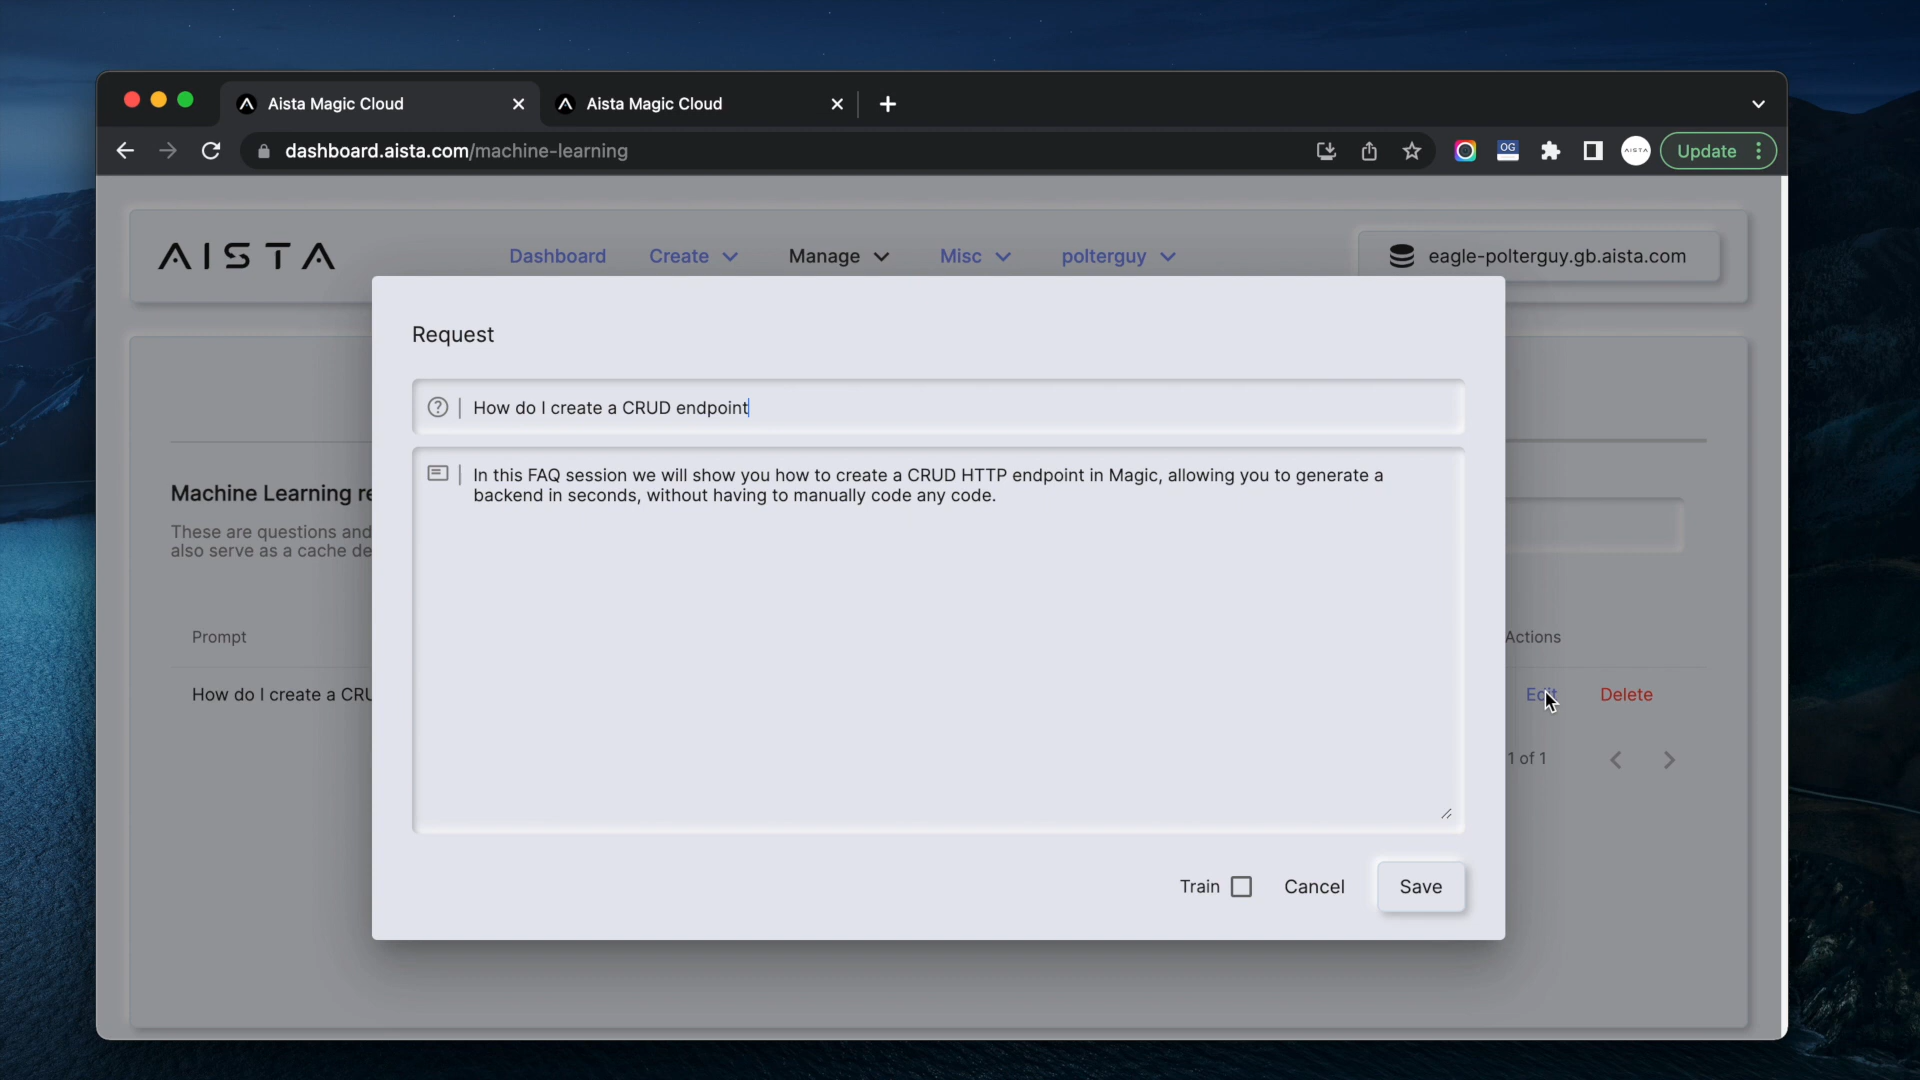 Aista Magic Cloud
Aista Magic Cloud
dashboard.aista.com/machine-learning
OG
AISTA
Update
AISTA
Dashboard
Create
Manage
Misc
polterguy
eagle-polterguy.gb.aista.com
Request
How do I create a CRUD endpoint
In this FAQ session we will show you how to create a CRUD HTTP endpoint in Magic, allowing you to generate a
backend in seconds, without having to manually code any code.
Machine Learning re
These are questions and
also serve as a cache de
Prompt
Actions
How do I create a CRU
Edit
Delete
1 of 1
Train
Cancel
Save